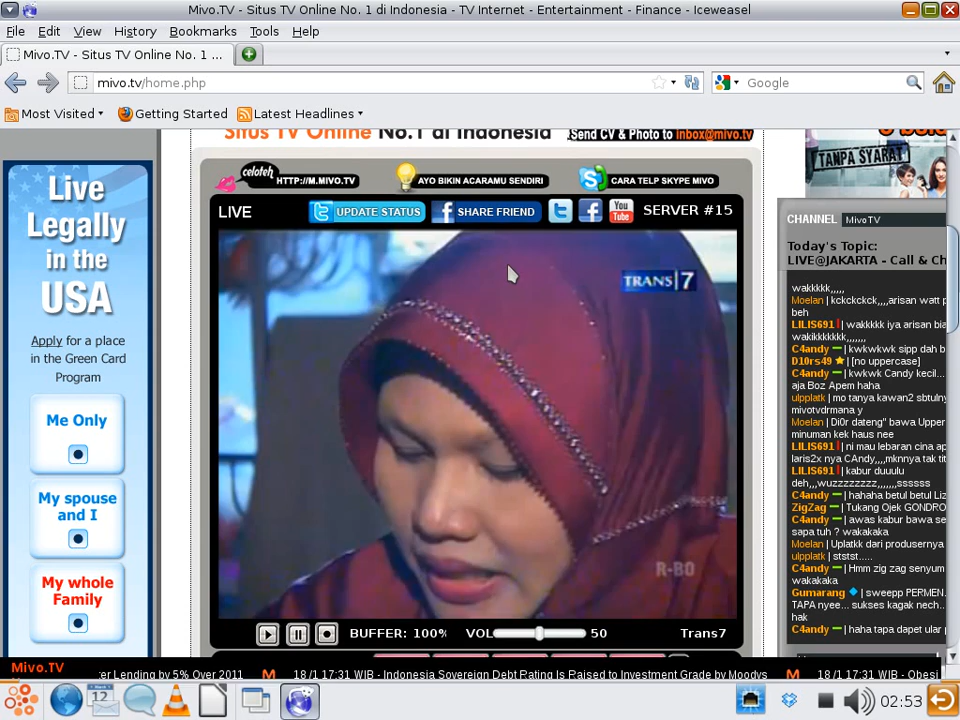 Mivo.TV - Situs TV Online No. 1 di Indonesia - TV Internet - Entertainment - Finance - Iceweasel
File Edit View History Bookmarks Tools Help
Mivo.TV - Situs TV Online No. 1 ...
mivo.tv/home.php
Google
Most Visited Getting Started Latest Headlines
Situs TV Online No.1 di Indonesia
Send CV & Photo to inbox@mivo.tv
TANPA SYARAT
celoteh HTTP://M.MIVO.TV
AYO BIKIN ACARAMU SENDIRI
CARA TELP SKYPE MIVO
LIVE UPDATE STATUS SHARE FRIEND You Tube SERVER #15
TRANS 7
R-BO
BUFFER: 100% VOL 50 Trans7
Live
Legally
in the
USA
Apply for a place
in the Green Card
Program
Me Only
My spouse
and I
My whole
Family
CHANNEL MivoTV
Today's Topic:
LIVE@JAKARTA - Call & Ch
wakkkkk,,,,,
Moelan | kckckckck,,,,arisan watt p
beh
LILIS691 | wakkkkk iya arisan bia
wakikkkkkkk,,,,,,,
C4andy | kwkwkwk sipp dah b
D10rs49 | [no uppercase]
C4andy | kwkwk Candy kecil...
aja Boz Apem haha
ulpplatk | mo tanya kawan2 sbtulny
mivotvdrmana y
Moelan | Di0r dateng" bawa Upper
minuman kek haus nee
LILIS691 | ni mau lebaran cina ap
laris2x nya CAndy,,,,mknnya tak tit
LILIS691 | kabur duuulu
deh,,,wuzzzzzzzz,,,,,,,ssssss
C4andy | hahaha betul betul Liz
ZigZag | Tukang Ojek GONDRO
C4andy | awas kabur bawa se
sapa tuh ? wakakaka
Moelan | Uplatkk dari produsernya
ulpplatk | ststst.....
C4andy | Hmm zig zag senyum
wakakaka
Gumarang | sweepp PERMEN.
TAPA nyee... sukses kagak nech..
hak
C4andy | haha tapa dapet ular p
Mivo.TV
er Lending by 5% Over 2011 18 /1 17:31 WIB - Indonesia Sovereign Debt Rating Is Raised to Investment Grade by Moodys 18 /1 17:31 WIB - Obesi
12
02:53